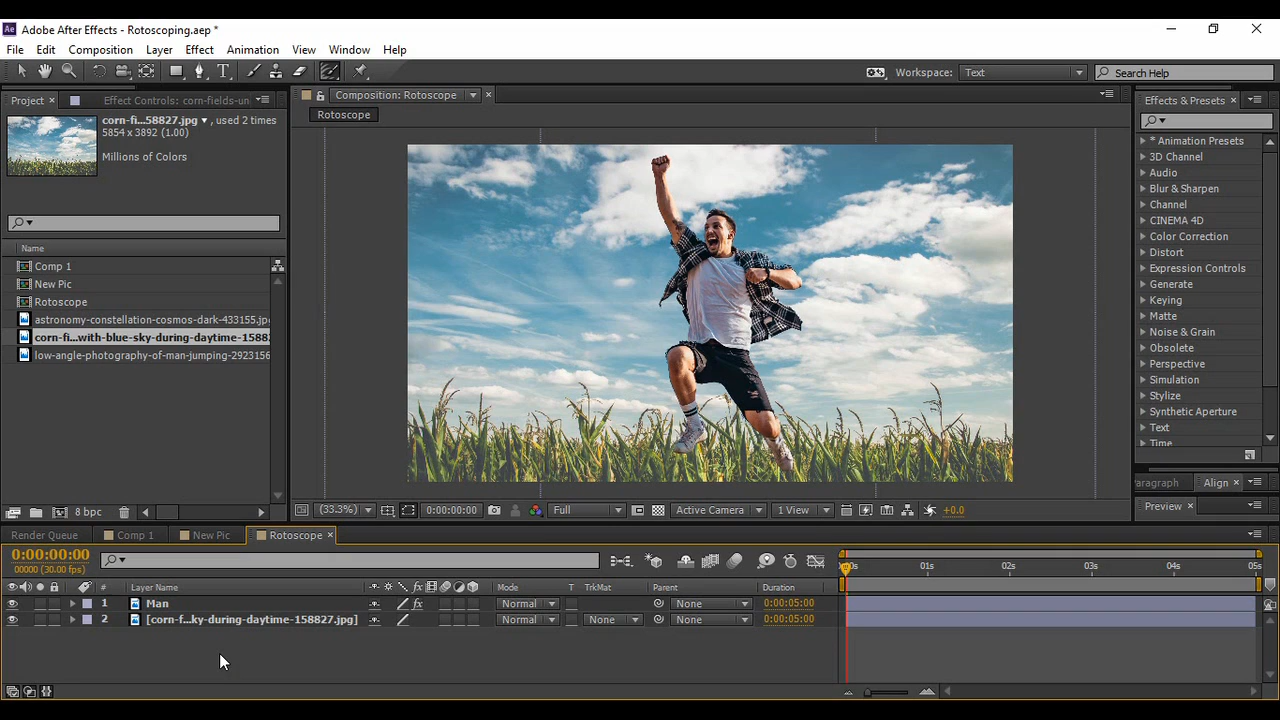 Ae Adobe After Effects - Rotoscoping.aep *
File Edit Composition Layer Effect Animation View Window Help
Workspace: Text Search Help
Project × Effect Controls: corn-fields-un
Composition: Rotoscope ×
Effects & Presets ×
Rotoscope
corn-fi...58827.jpg ▼, used 2 times
5854 x 3892 (1.00)
Millions of Colors
Name
Comp 1
New Pic
Rotoscope
astronomy-constellation-cosmos-dark-433155.jp
corn-fi...with-blue-sky-during-daytime-1588
low-angle-photography-of-man-jumping-2923156
8 bpc
* Animation Presets
3D Channel
Audio
Blur & Sharpen
Channel
CINEMA 4D
Color Correction
Distort
Expression Controls
Generate
Keying
Matte
Noise & Grain
Obsolete
Perspective
Simulation
Stylize
Synthetic Aperture
Text
Time
aragraph Align ×
Preview ×
(33.3%) 0:00:00:00 Full Active Camera 1 View +0.0
Render Queue Comp 1 New Pic Rotoscope ×
0:00:00:00
00000 (30.00 fps)
01s 02s 03s 04s 05s
# Layer Name fx Mode T TrkMat Parent Duration
1 Man fx Normal None 0:00:05:00
2 [corn-f...ky-during-daytime-158827.jpg] Normal None None 0:00:05:00